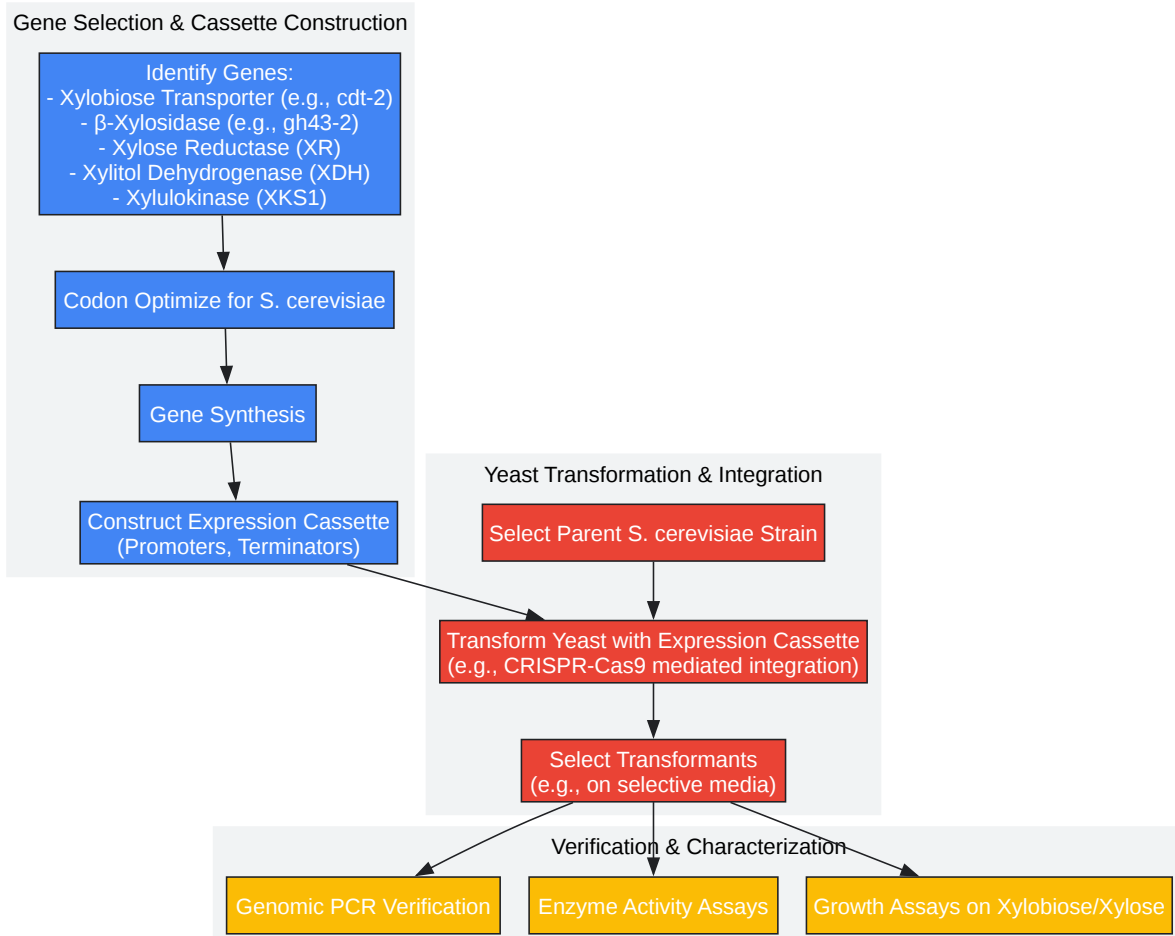 Gene Selection & Cassette Construction
Identify Genes:
- Xylobiose Transporter (e.g., cdt-2)
- β-Xylosidase (e.g., gh43-2)
- Xylose Reductase (XR)
- Xylitol Dehydrogenase (XDH)
- Xylulokinase (XKS1)
Codon Optimize for S. cerevisiae
Gene Synthesis
Construct Expression Cassette
(Promoters, Terminators)
Yeast Transformation & Integration
Select Parent S. cerevisiae Strain
Transform Yeast with Expression Cassette
(e.g., CRISPR-Cas9 mediated integration)
Select Transformants
(e.g., on selective media)
Verification & Characterization
Genomic PCR Verification
Enzyme Activity Assays
Growth Assays on Xylobiose/Xylose